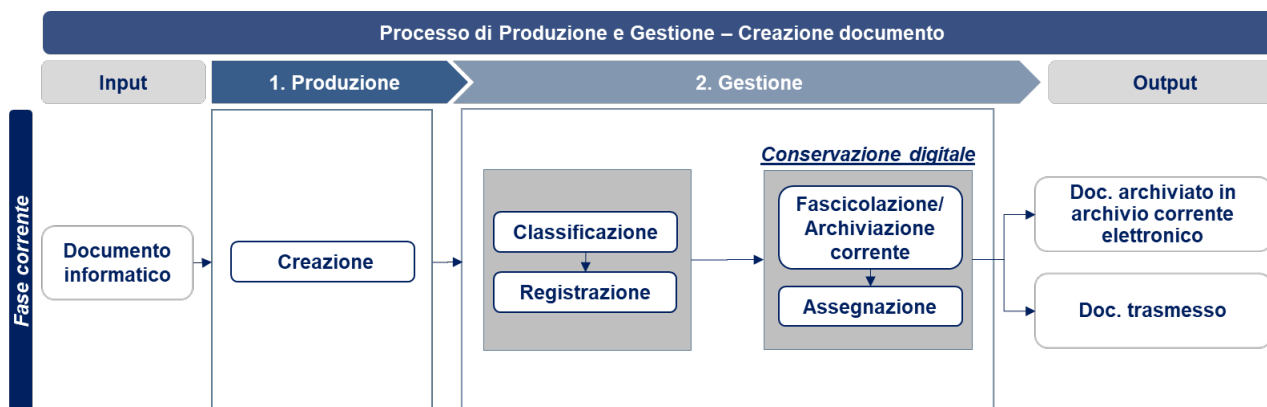 Processo di Produzione e Gestione – Creazione documento
Input
1. Produzione
2. Gestione
Output
Fase corrente
Documento
informatico
Creazione
Classificazione
Registrazione
Conservazione digitale
Fascicolazione/
Archiviazione
corrente
Assegnazione
Doc. archiviato in
archivio corrente
elettronico
Doc. trasmesso